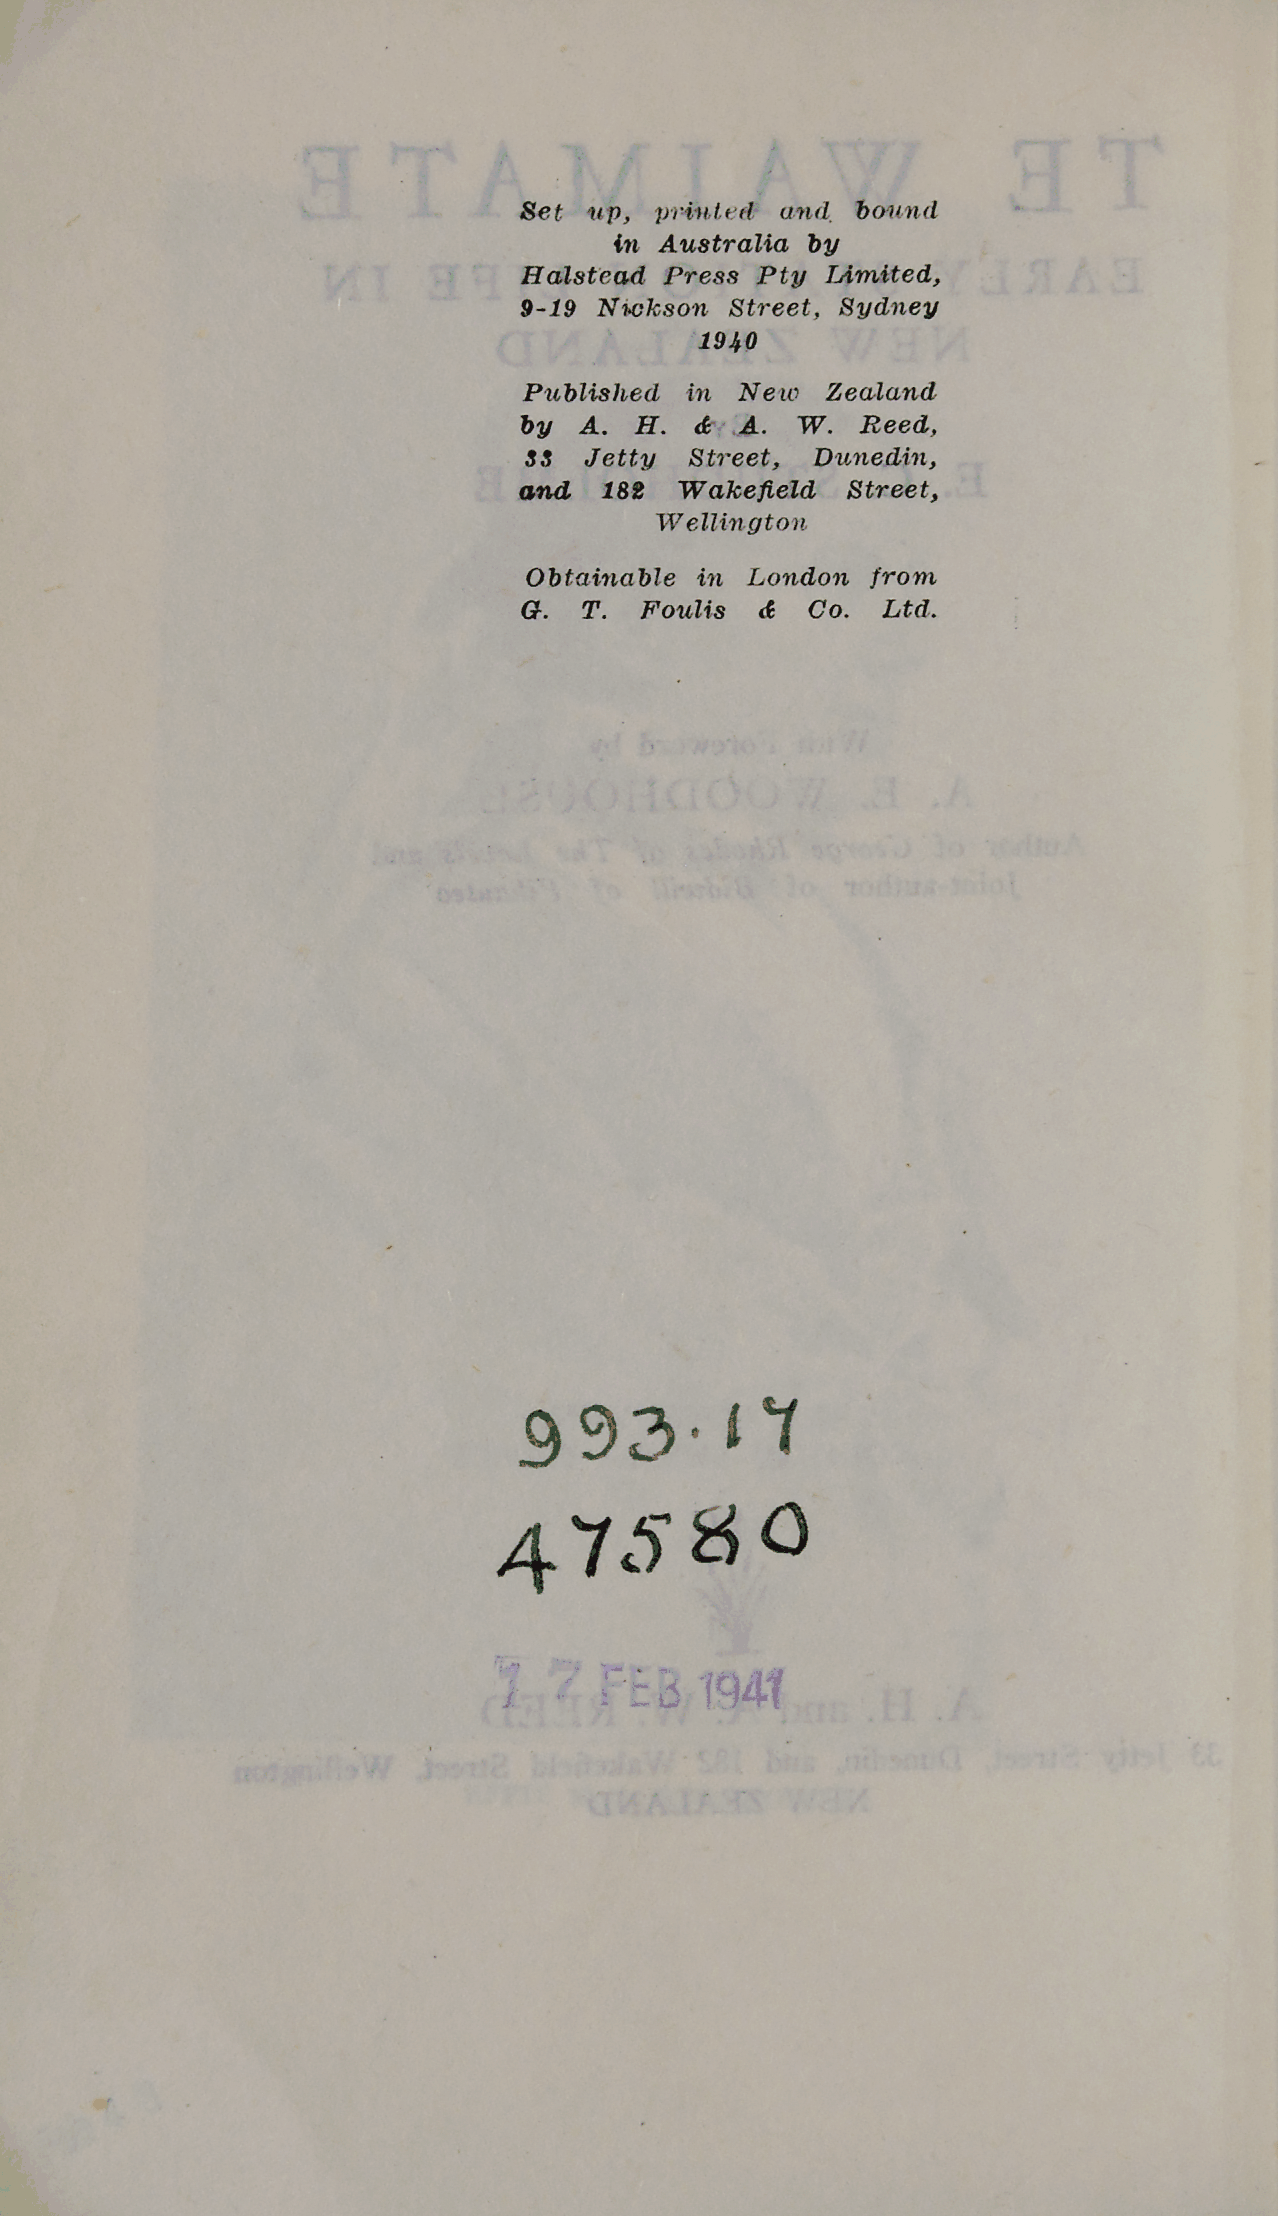 Set up, printed and bound
in Australia by
Halstead Press Pty Limited,
9-19 Nickson Street, Sydney
1940
Published in New Zealand
by A. H. & A. W. Reed,
33 Jetty Street, Dunedin,
and 182 Wakefield Street,
Wellington
Obtainable in London from
G. T. Foulis & Co. Ltd.
993.17
47580
17 FEB 1941